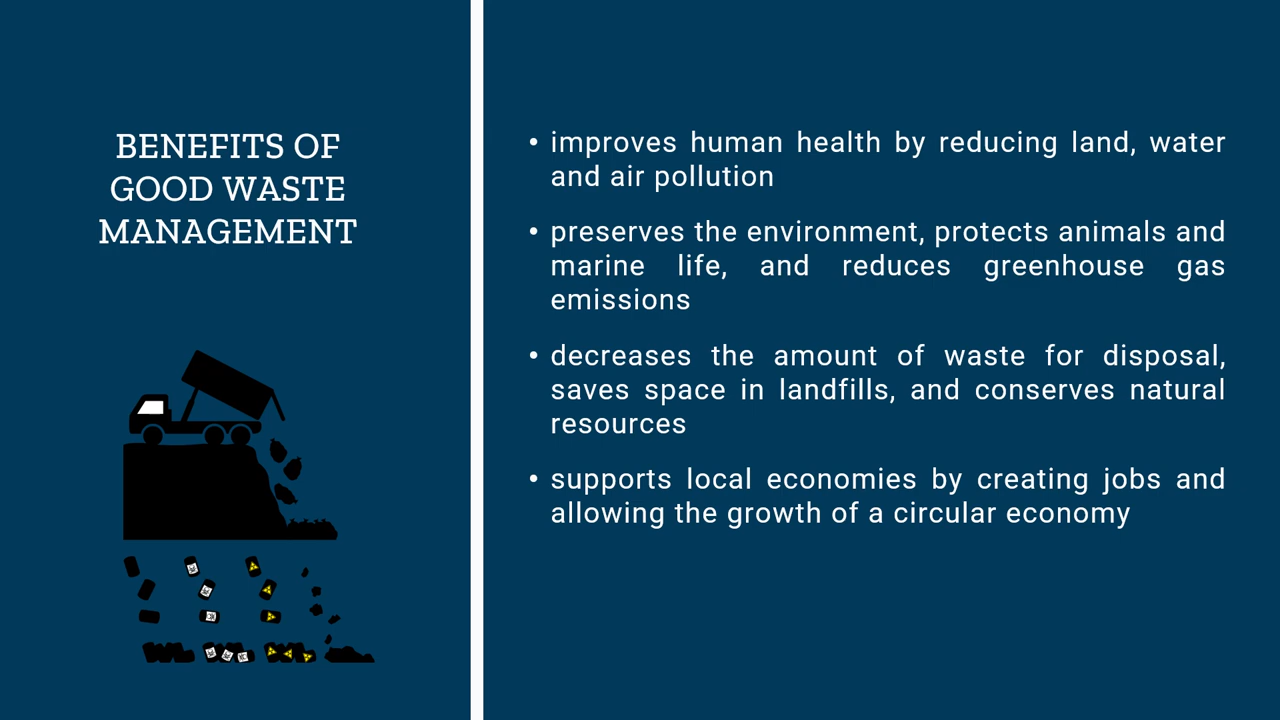 BENEFITS OF
GOOD WASTE
MANAGEMENT
• improves human health by reducing land, water
and air pollution
• preserves the environment, protects animals and
marine life, and reduces greenhouse gas
emissions
• decreases the amount of waste for disposal,
saves space in landfills, and conserves natural
resources
• supports local economies by creating jobs and
allowing the growth of a circular economy